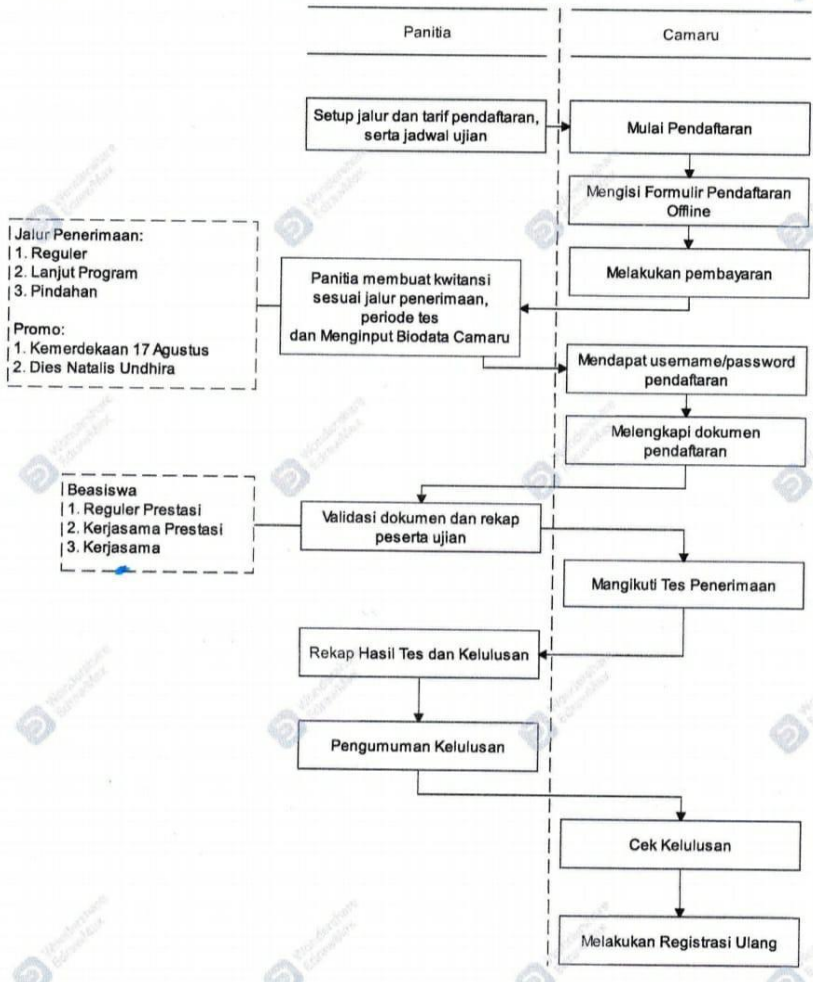 Panitia
Camaru
Setup jalur dan tarif pendaftaran,
serta jadwal ujian
Mulai Pendaftaran
Mengisi Formulir Pendaftaran
Offline
Melakukan pembayaran
Jalur Penerimaan:
1. Reguler
2. Lanjut Program
3. Pindahan
Promo:
1. Kemerdekaan 17 Agustus
2. Dies Natalis Undhira
Panitia membuat kwitansi
sesuai jalur penerimaan,
periode tes
dan Menginput Biodata Camaru
Mendapat username/password
pendaftaran
Melengkapi dokumen
pendaftaran
Beasiswa
1. Reguler Prestasi
2. Kerjasama Prestasi
3. Kerjasama
Validasi dokumen dan rekap
peserta ujian
Mangikuti Tes Penerimaan
Rekap Hasil Tes dan Kelulusan
Pengumuman Kelulusan
Cek Kelulusan
Melakukan Registrasi Ulang
Wondershare
EdrawMax